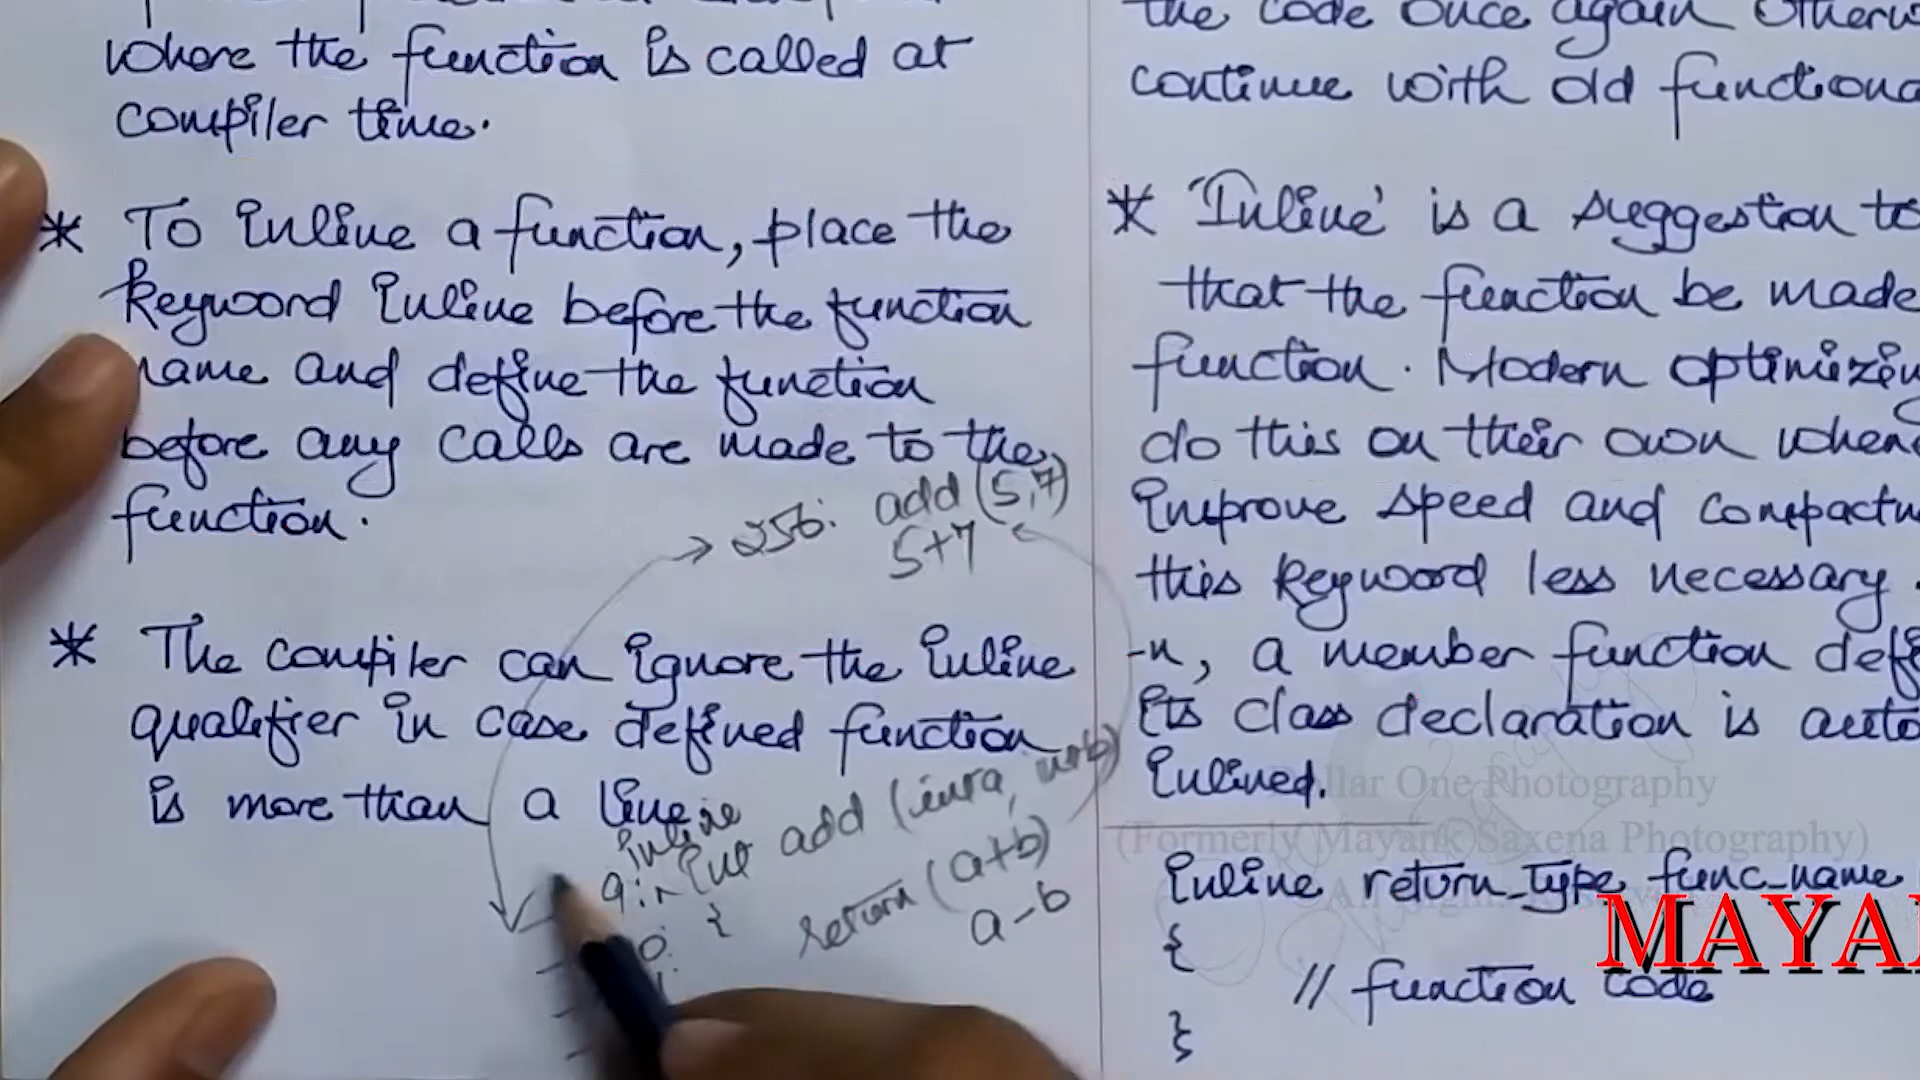 where the function is called at
compiler time.
* To inline a function, place the
keyword inline before the function
name and define the function
before any calls are made to the
function.
→ 256: add (5,7)
5+7
* The compiler can ignore the inline
qualifier in case defined function
is more than a line.
inline
9: int add (int a, int b)
{
return (a+b)
a-b
the code once again
continue with old
* 'Inline' is a suggestion to
that the function be made
function. Modern
do this on their own
improve speed and
this keyword less necessary.
-n, a member function
its class declaration is
inlined.
Dollar One Photography
(Formerly Mayank Saxena Photography)
inline return_type func_name
{
// function code
}